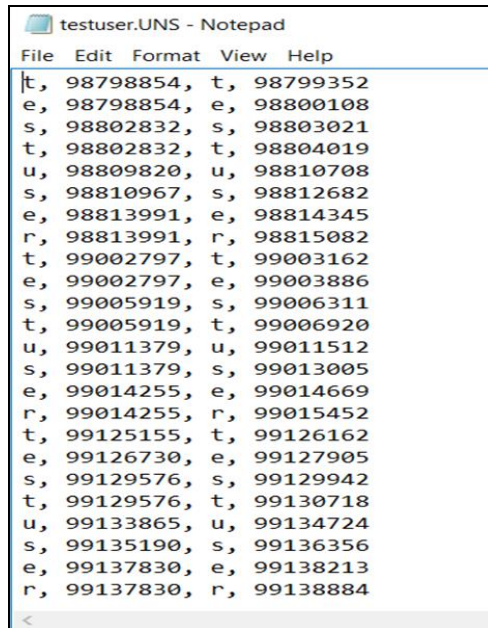 testuser.UNS - Notepad
File Edit Format View Help
t, 98798854, t, 98799352
e, 98798854, e, 98800108
s, 98802832, s, 98803021
t, 98802832, t, 98804019
u, 98809820, u, 98810708
s, 98810967, s, 98812682
e, 98813991, e, 98814345
r, 98813991, r, 98815082
t, 99002797, t, 99003162
e, 99002797, e, 99003886
s, 99005919, s, 99006311
t, 99005919, t, 99006920
u, 99011379, u, 99011512
s, 99011379, s, 99013005
e, 99014255, e, 99014669
r, 99014255, r, 99015452
t, 99125155, t, 99126162
e, 99126730, e, 99127905
s, 99129576, s, 99129942
t, 99129576, t, 99130718
u, 99133865, u, 99134724
s, 99135190, s, 99136356
e, 99137830, e, 99138213
r, 99137830, r, 99138884